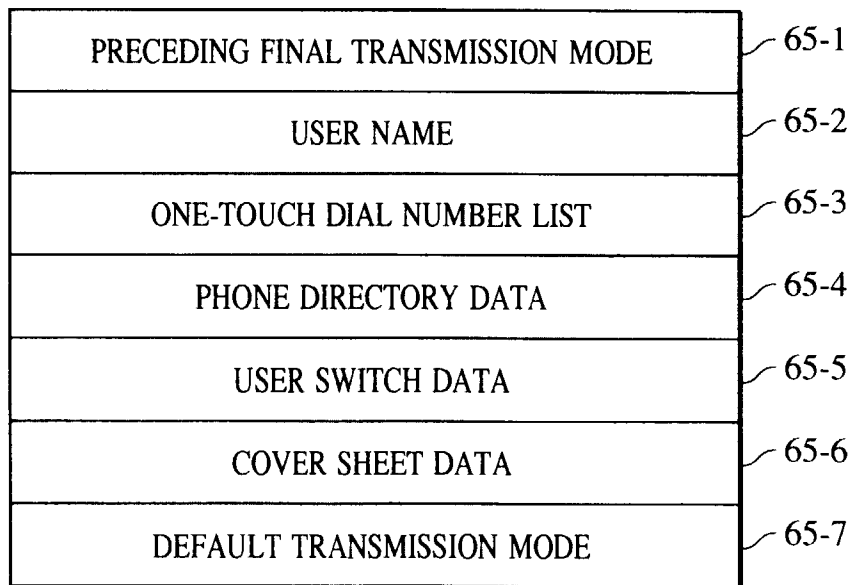 PRECEDING FINAL TRANSMISSION MODE 65-1
USER NAME 65-2
ONE-TOUCH DIAL NUMBER LIST 65-3
PHONE DIRECTORY DATA 65-4
USER SWITCH DATA 65-5
COVER SHEET DATA 65-6
DEFAULT TRANSMISSION MODE 65-7